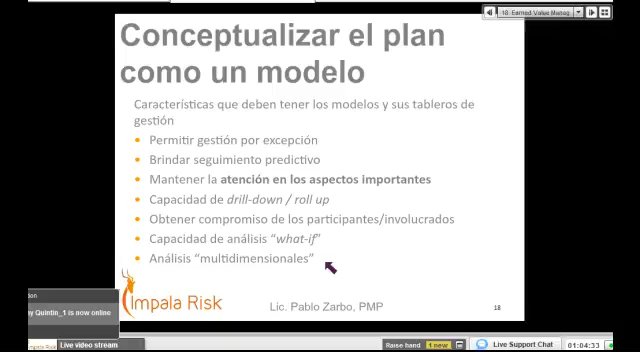 18. Earned Value Manag
Conceptualizar el plan
como un modelo
Características que deben tener los modelos y sus tableros de
gestión
• Permitir gestión por excepción
• Brindar seguimiento predictivo
• Mantener la atención en los aspectos importantes
• Capacidad de drill-down / roll up
• Obtener compromiso de los participantes/involucrados
• Capacidad de análisis “what-if”
• Análisis “multidimensionales”
Impala Risk
Lic. Pablo Zarbo, PMP
18
Quintin_1 is now online
Live video stream
Raise hand
1 new
Live Support Chat
01:04:33